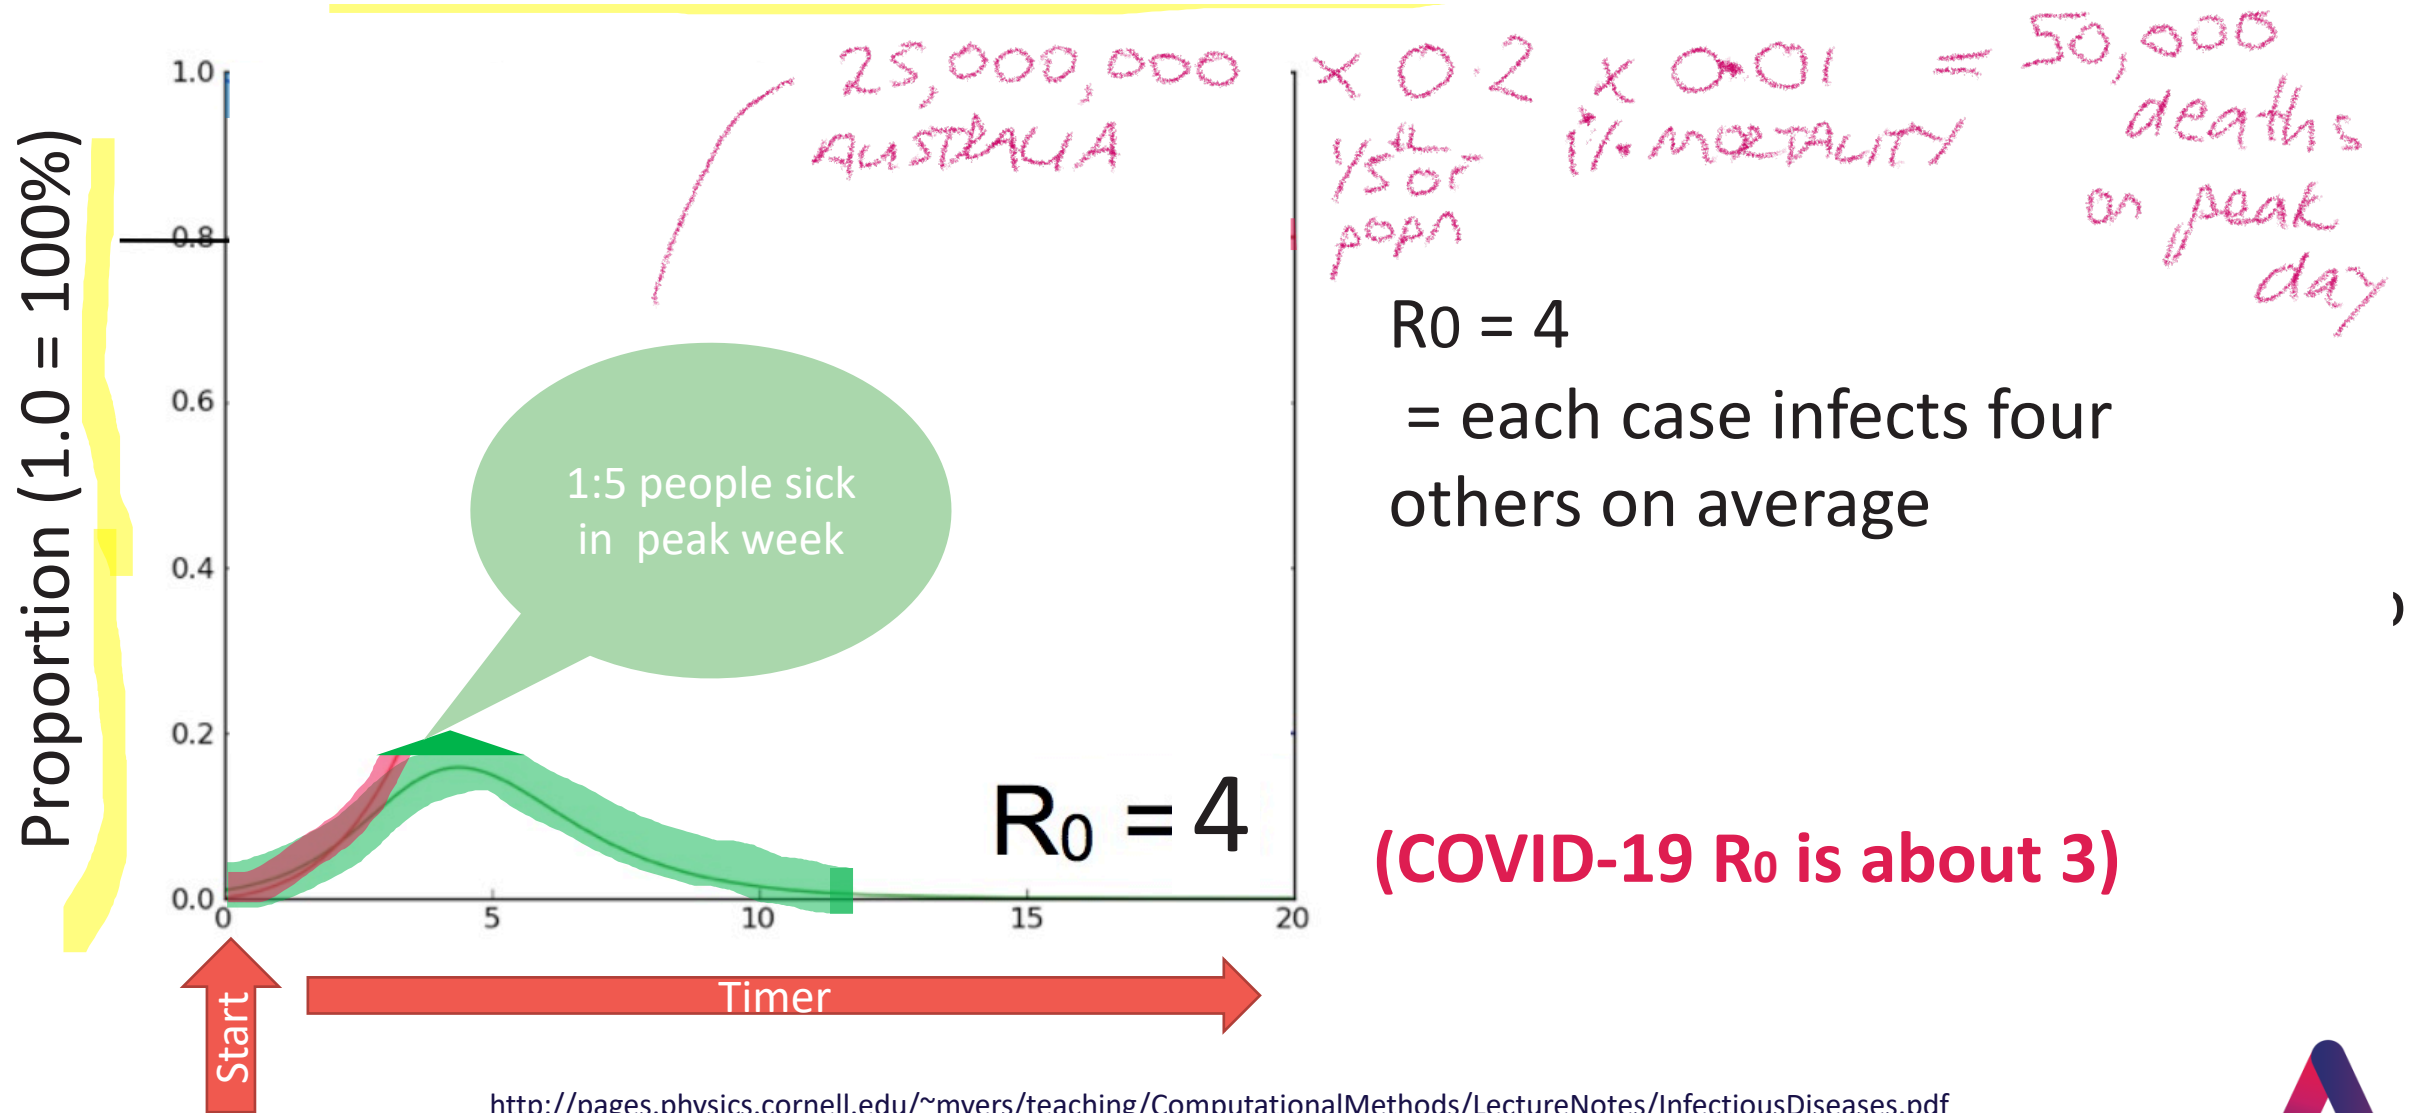 25,000,000 × 0.2 × 0.01 = 50,000
AUSTRALIA 1/5th of popn 1% MORTALITY deaths
on peak
day
Proportion (1.0 = 100%)
1.0
0.8
0.6
0.4
0.2
0.0
0 5 10 15 20
1:5 people sick
in peak week
R0 = 4
R0 = 4
= each case infects four
others on average
(COVID-19 R0 is about 3)
Start
Timer
http://pages.physics.cornell.edu/~myers/teaching/ComputationalMethods/LectureNotes/InfectiousDiseases.pdf